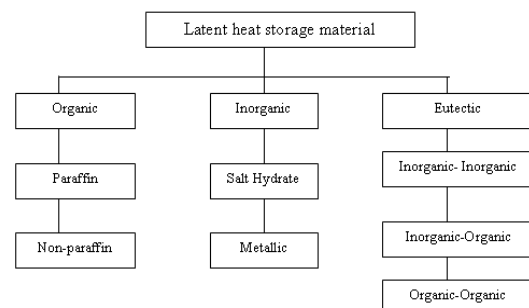 Latent heat storage material
Organic
Inorganic
Eutectic
Paraffin
Salt Hydrate
Inorganic- Inorganic
Non-paraffin
Metallic
Inorganic-Organic
Organic-Organic